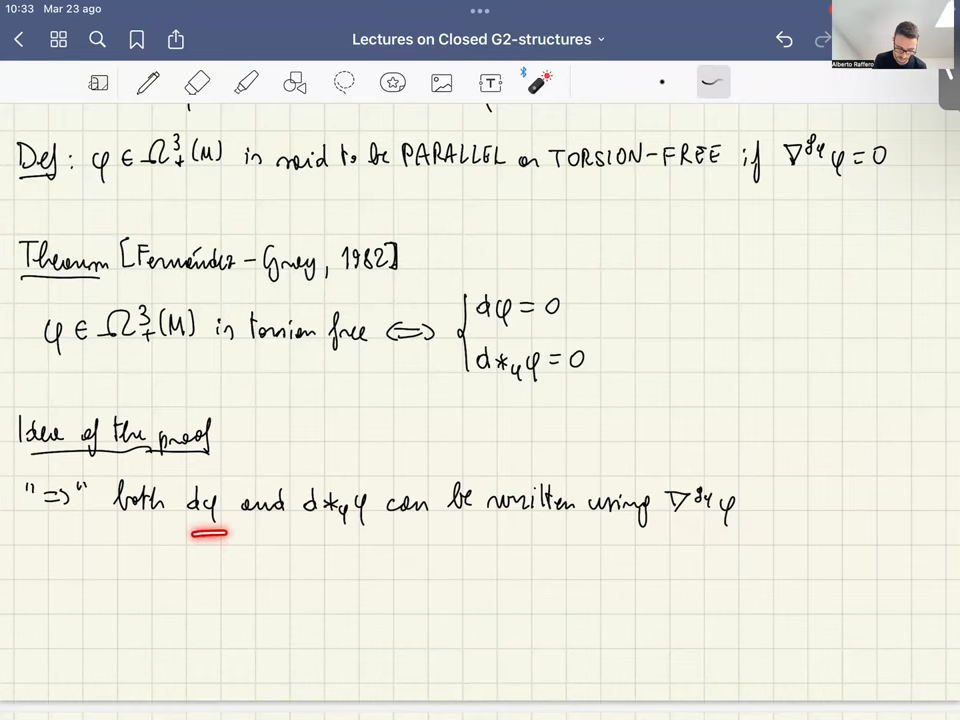 10:33 Mar 23 ago
Lectures on Closed G2-structures
Alberto Raffero
Def: φ ∈ Ω³₊(M) is said to be PARALLEL or TORSION-FREE if ∇^{g_φ} φ = 0
Theorem [Fernández - Gray, 1982]
φ ∈ Ω³₊(M) is torsion free ⟺ { dφ = 0
d*_φ φ = 0
Idea of the proof
"⇒" both dφ and d*_φ φ can be written using ∇^{g_φ} φ